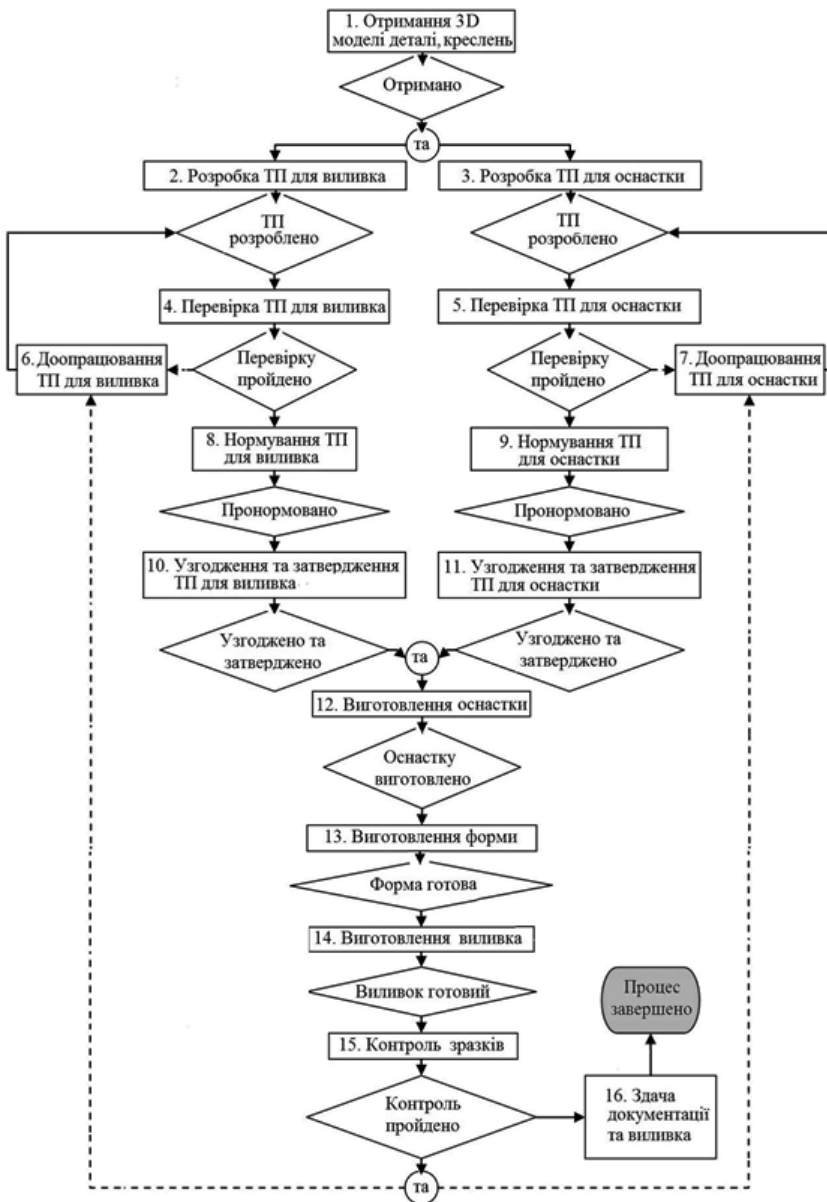 1. Отримання 3D
моделі деталі, креслень
Отримано
та
2. Розробка ТП для виливка
3. Розробка ТП для оснастки
ТП
розроблено
ТП
розроблено
4. Перевірка ТП для виливка
5. Перевірка ТП для оснастки
6. Доопрацювання
ТП для виливка
Перевірку
пройдено
Перевірку
пройдено
7. Доопрацювання
ТП для оснастки
8. Нормування ТП
для виливка
9. Нормування ТП
для оснастки
Пронормовано
Пронормовано
10. Узгодження та затвердження
ТП для виливка
11. Узгодження та затвердження
ТП для оснастки
Узгоджено та
затверджено
та
Узгоджено та
затверджено
12. Виготовлення оснастки
Оснастку
виготовлено
13. Виготовлення форми
Форма готова
14. Виготовлення виливка
Виливок готовий
Процес
завершено
15. Контроль зразків
Контроль
пройдено
16. Здача
документації
та виливка
та